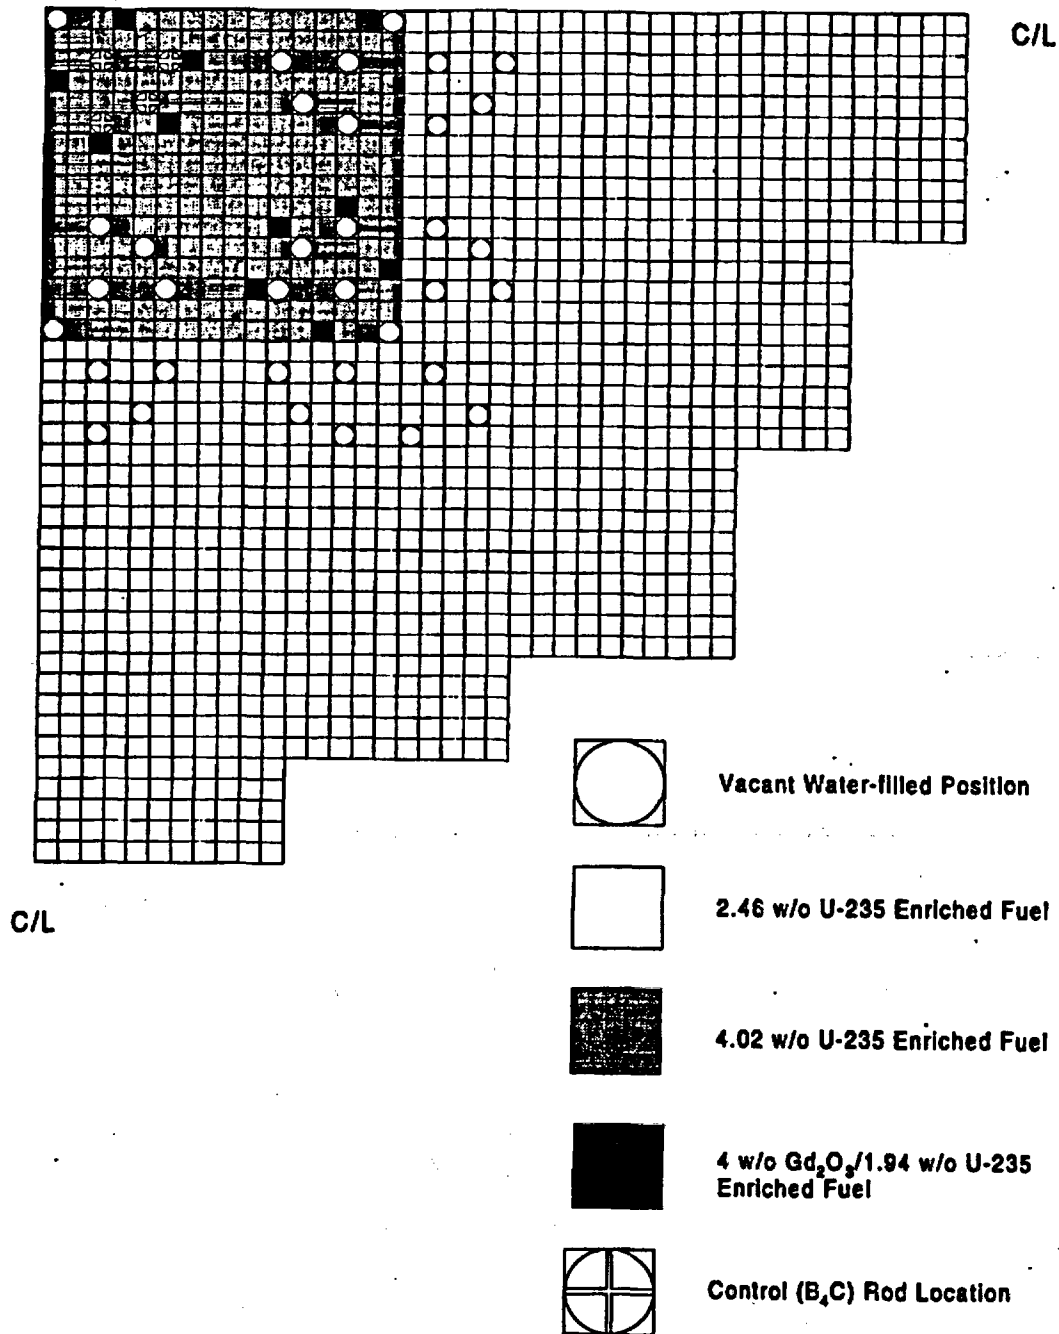 C/L
C/L
Vacant Water-filled Position
2.46 w/o U-235 Enriched Fuel
4.02 w/o U-235 Enriched Fuel
4 w/o Gd₂O₃/1.94 w/o U-235
Enriched Fuel
Control (B₄C) Rod Location